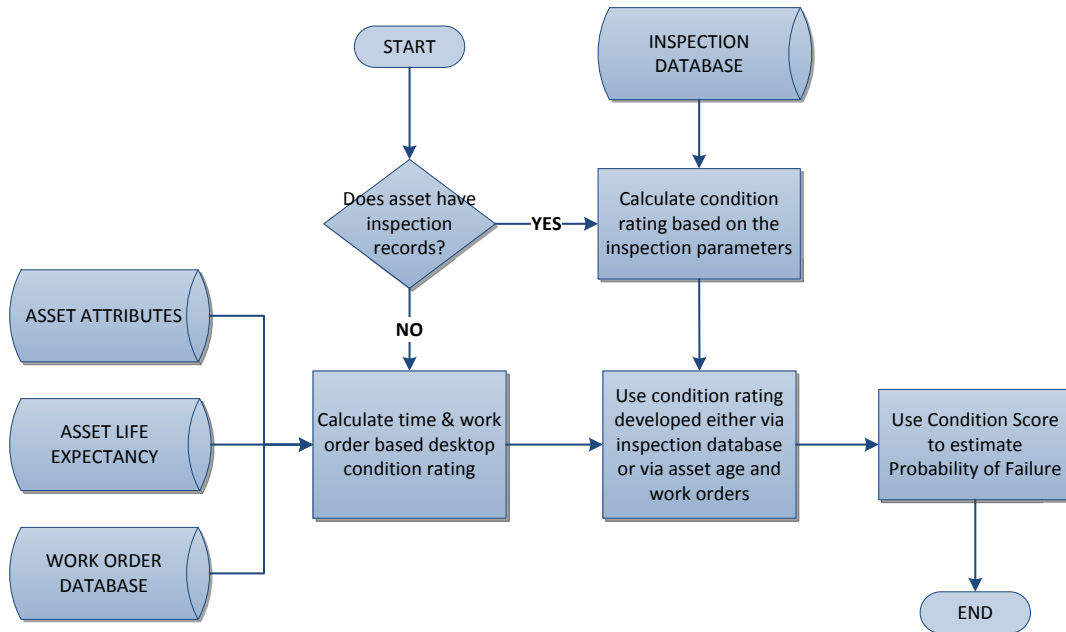 START
INSPECTION
DATABASE
Does asset have
inspection
records?
YES
Calculate condition
rating based on the
inspection parameters
NO
ASSET ATTRIBUTES
ASSET LIFE
EXPECTANCY
WORK ORDER
DATABASE
Calculate time & work
order based desktop
condition rating
Use condition rating
developed either via
inspection database
or via asset age and
work orders
Use Condition Score
to estimate
Probability of Failure
END